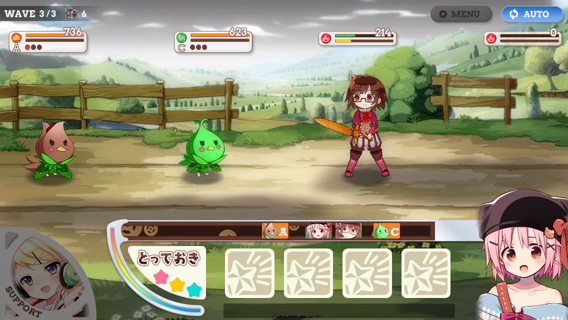 WAVE 3/3 6
MENU
AUTO
736
A
623
C
214
0
A
C
とっておき
SUPPORT